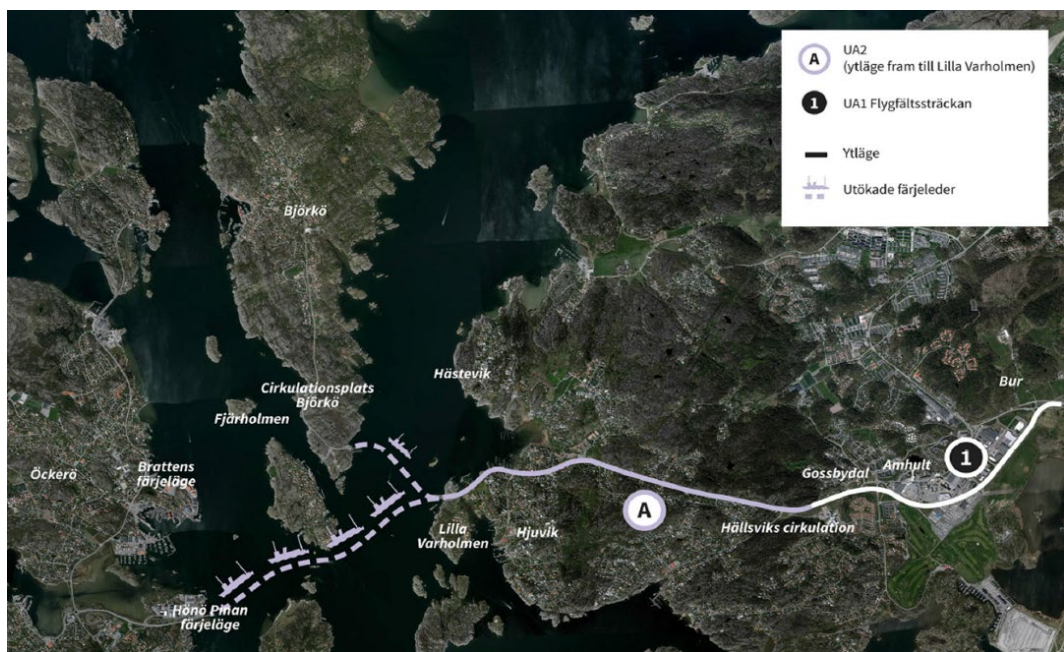 A
UA2
(ytläge fram till Lilla Varholmen)
1
UA1 Flygfältssträckan
Ytläge
Utökade färjeleder
Björkö
Hästevik
Cirkulationsplats
Björkö
Fjärholmen
Bur
Öckerö
Brattens
färjeläge
Gossbydal
Amhult
1
A
Hällsviks cirkulation
Lilla
Varholmen
Hjuvik
Hönö Pinan
färjeläge